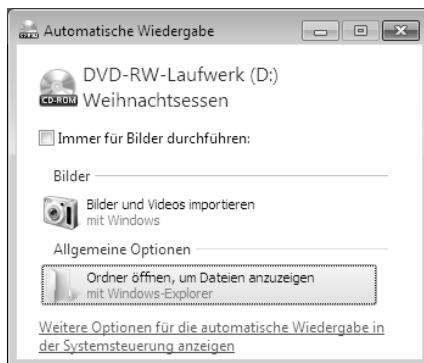 Automatische Wiedergabe
DVD-RW-Laufwerk (D:)
CD-ROM Weihnachtsessen
Immer für Bilder durchführen:
Bilder
Bilder und Videos importieren
mit Windows
Allgemeine Optionen
Ordner öffnen, um Dateien anzuzeigen
mit Windows-Explorer
Weitere Optionen für die automatische Wiedergabe in
der Systemsteuerung anzeigen